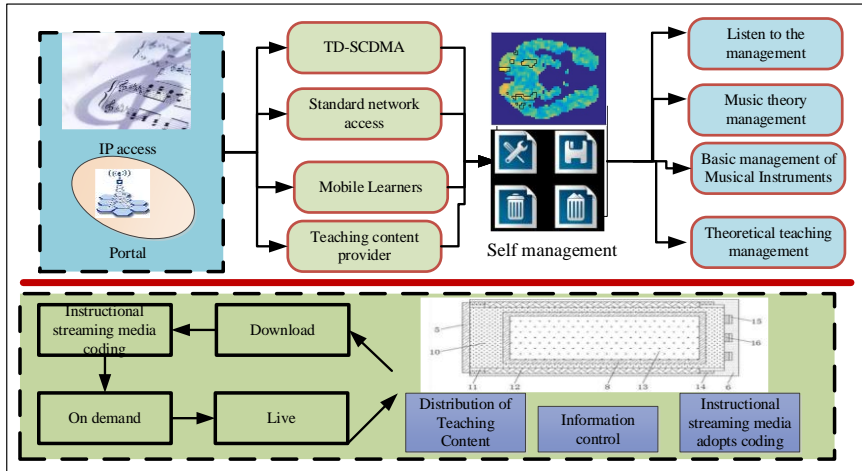 IP access
((๑))
Portal
TD-SCDMA
Standard network
access
Mobile Learners
Teaching content
provider
Self management
Listen to the
management
Music theory
management
Basic management of
Musical Instruments
Theoretical teaching
management
Instructional
streaming media
coding
Download
On demand
Live
5
10
11
12
8
13
14
6
15
16
Distribution of
Teaching
Content
Information
control
Instructional
streaming media
adopts coding